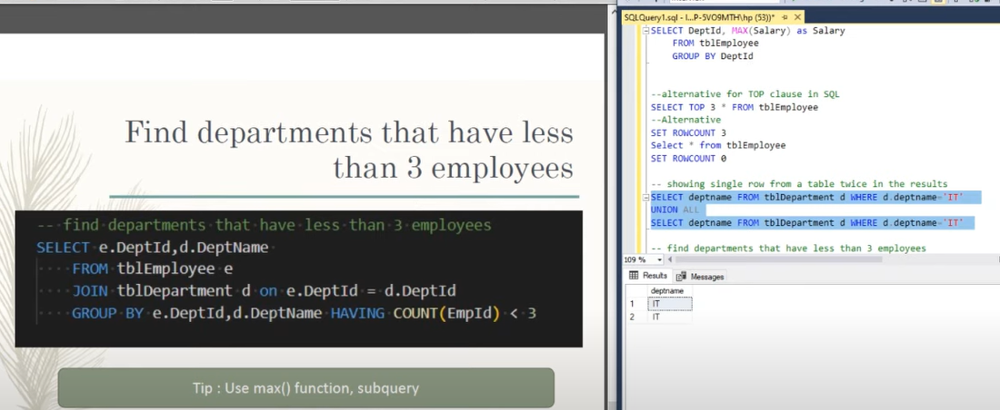 Find departments that have less
than 3 employees
-- find departments that have less than 3 employees
SELECT e.DeptId,d.DeptName
FROM tblEmployee e
JOIN tblDepartment d on e.DeptId = d.DeptId
GROUP BY e.DeptId,d.DeptName HAVING COUNT(EmpId) < 3
Tip : Use max() function, subquery
SQLQuery1.sql - I...P-5VO9MTH\hp (53))*
SELECT DeptId, MAX(Salary) as Salary
FROM tblEmployee
GROUP BY DeptId
--alternative for TOP clause in SQL
SELECT TOP 3 * FROM tblEmployee
--Alternative
SET ROWCOUNT 3
Select * from tblEmployee
SET ROWCOUNT 0
-- showing single row from a table twice in the results
SELECT deptname FROM tblDepartment d WHERE d.deptname='IT'
UNION ALL
SELECT deptname FROM tblDepartment d WHERE d.deptname='IT'
-- find departments that have less than 3 employees
109 %
Results Messages
deptname
1 IT
2 IT